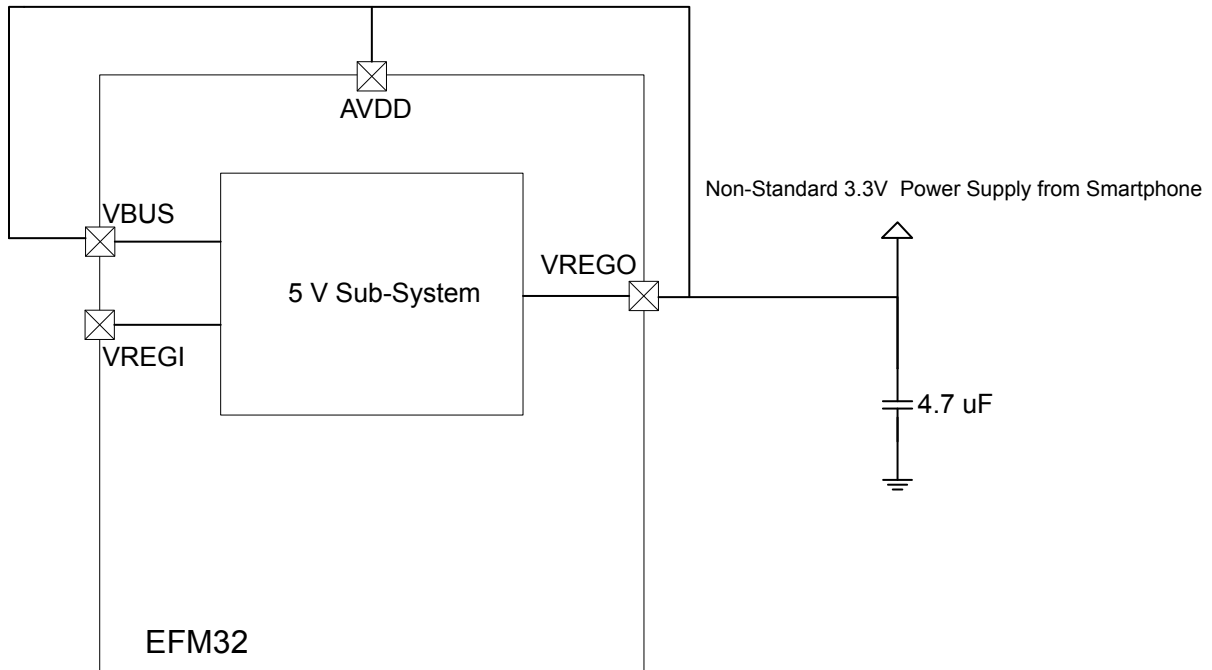 AVDD
Non-Standard 3.3V Power Supply from Smartphone
VBUS
VREGO
5 V Sub-System
VREGI
4.7 uF
EFM32